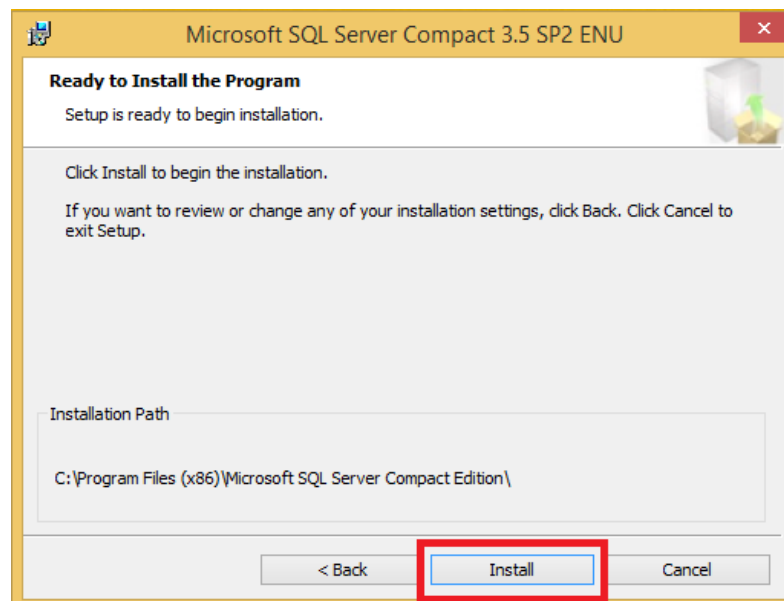 Microsoft SQL Server Compact 3.5 SP2 ENU
Ready to Install the Program
Setup is ready to begin installation.
Click Install to begin the installation.
If you want to review or change any of your installation settings, click Back. Click Cancel to
exit Setup.
Installation Path
C:\Program Files (x86)\Microsoft SQL Server Compact Edition\
< Back Install Cancel